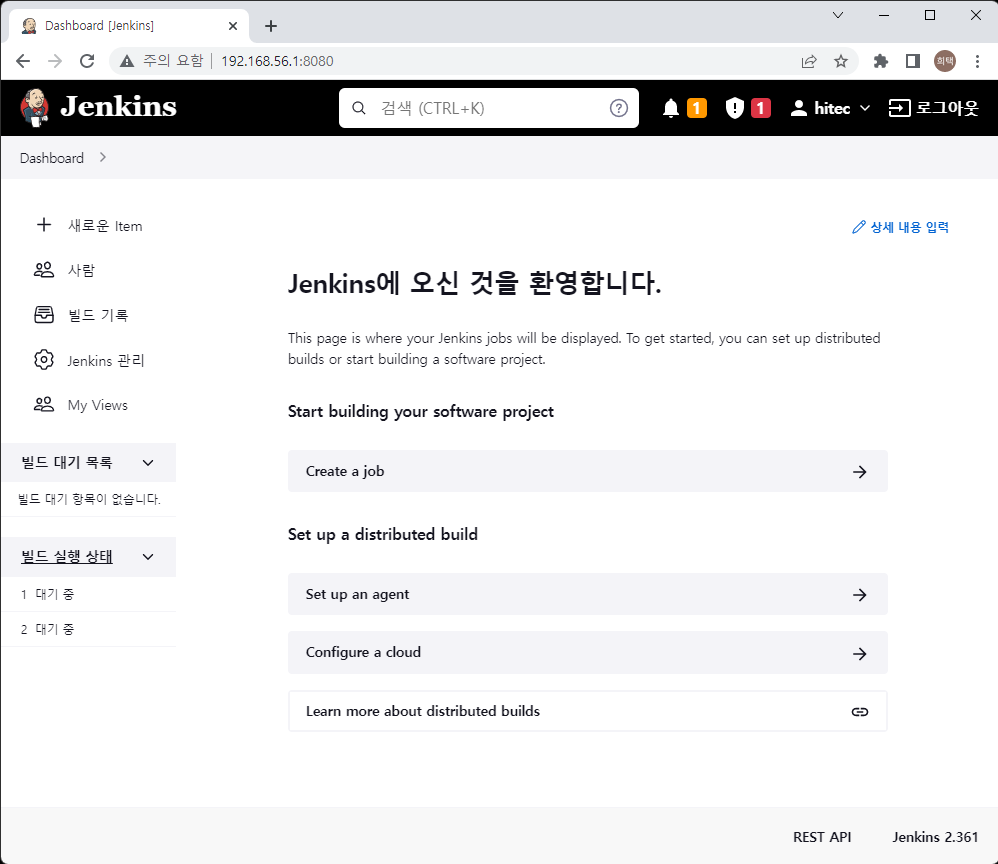 Dashboard [Jenkins]
주의 요함 | 192.168.56.1:8080
희택
Jenkins
검색 (CTRL+K)
1
1
hitec
로그아웃
Dashboard
새로운 Item
사람
빌드 기록
Jenkins 관리
My Views
빌드 대기 목록
빌드 대기 항목이 없습니다.
빌드 실행 상태
1 대기 중
2 대기 중
상세 내용 입력
Jenkins에 오신 것을 환영합니다.
This page is where your Jenkins jobs will be displayed. To get started, you can set up distributed
builds or start building a software project.
Start building your software project
Create a job
Set up a distributed build
Set up an agent
Configure a cloud
Learn more about distributed builds
REST API
Jenkins 2.361